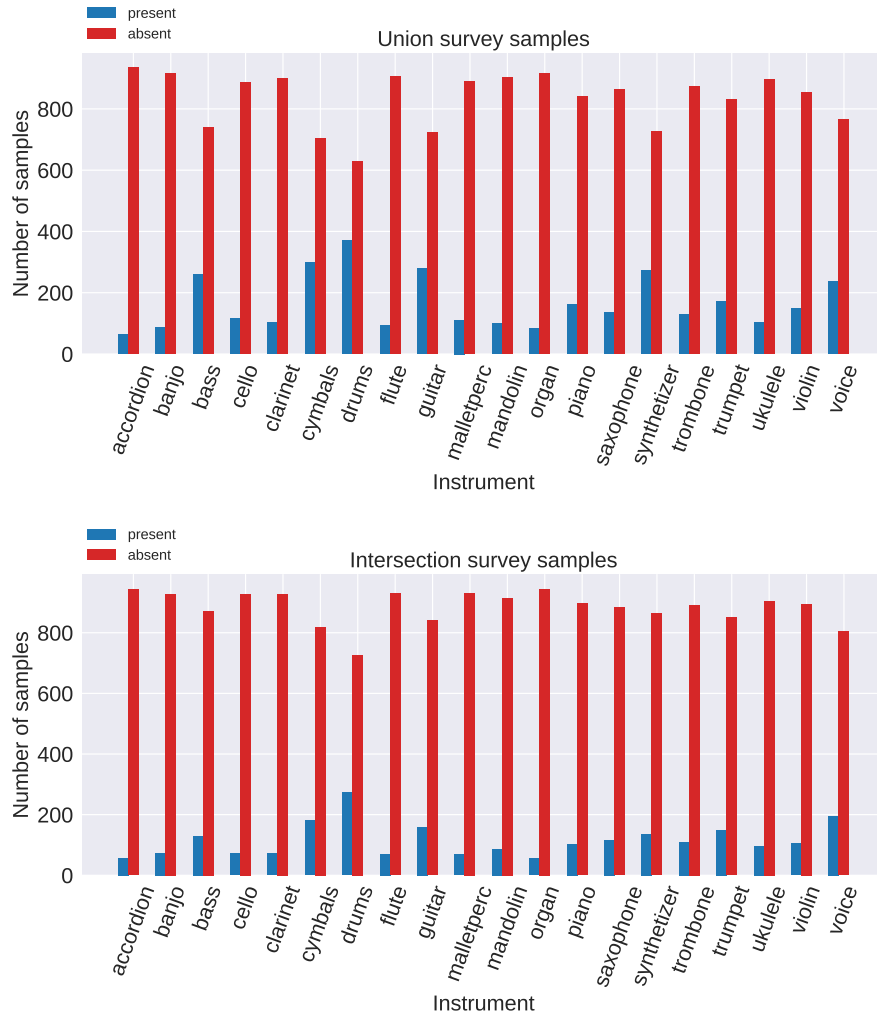 present
absent
Union survey samples
Number of samples
800
600
400
200
0
accordion
banjo
bass
cello
clarinet
cymbals
drums
flute
guitar
malletperc
mandolin
organ
piano
saxophone
synthetizer
trombone
trumpet
ukulele
violin
voice
Instrument
present
absent
Intersection survey samples
Number of samples
800
600
400
200
0
accordion
banjo
bass
cello
clarinet
cymbals
drums
flute
guitar
malletperc
mandolin
organ
piano
saxophone
synthetizer
trombone
trumpet
ukulele
violin
voice
Instrument